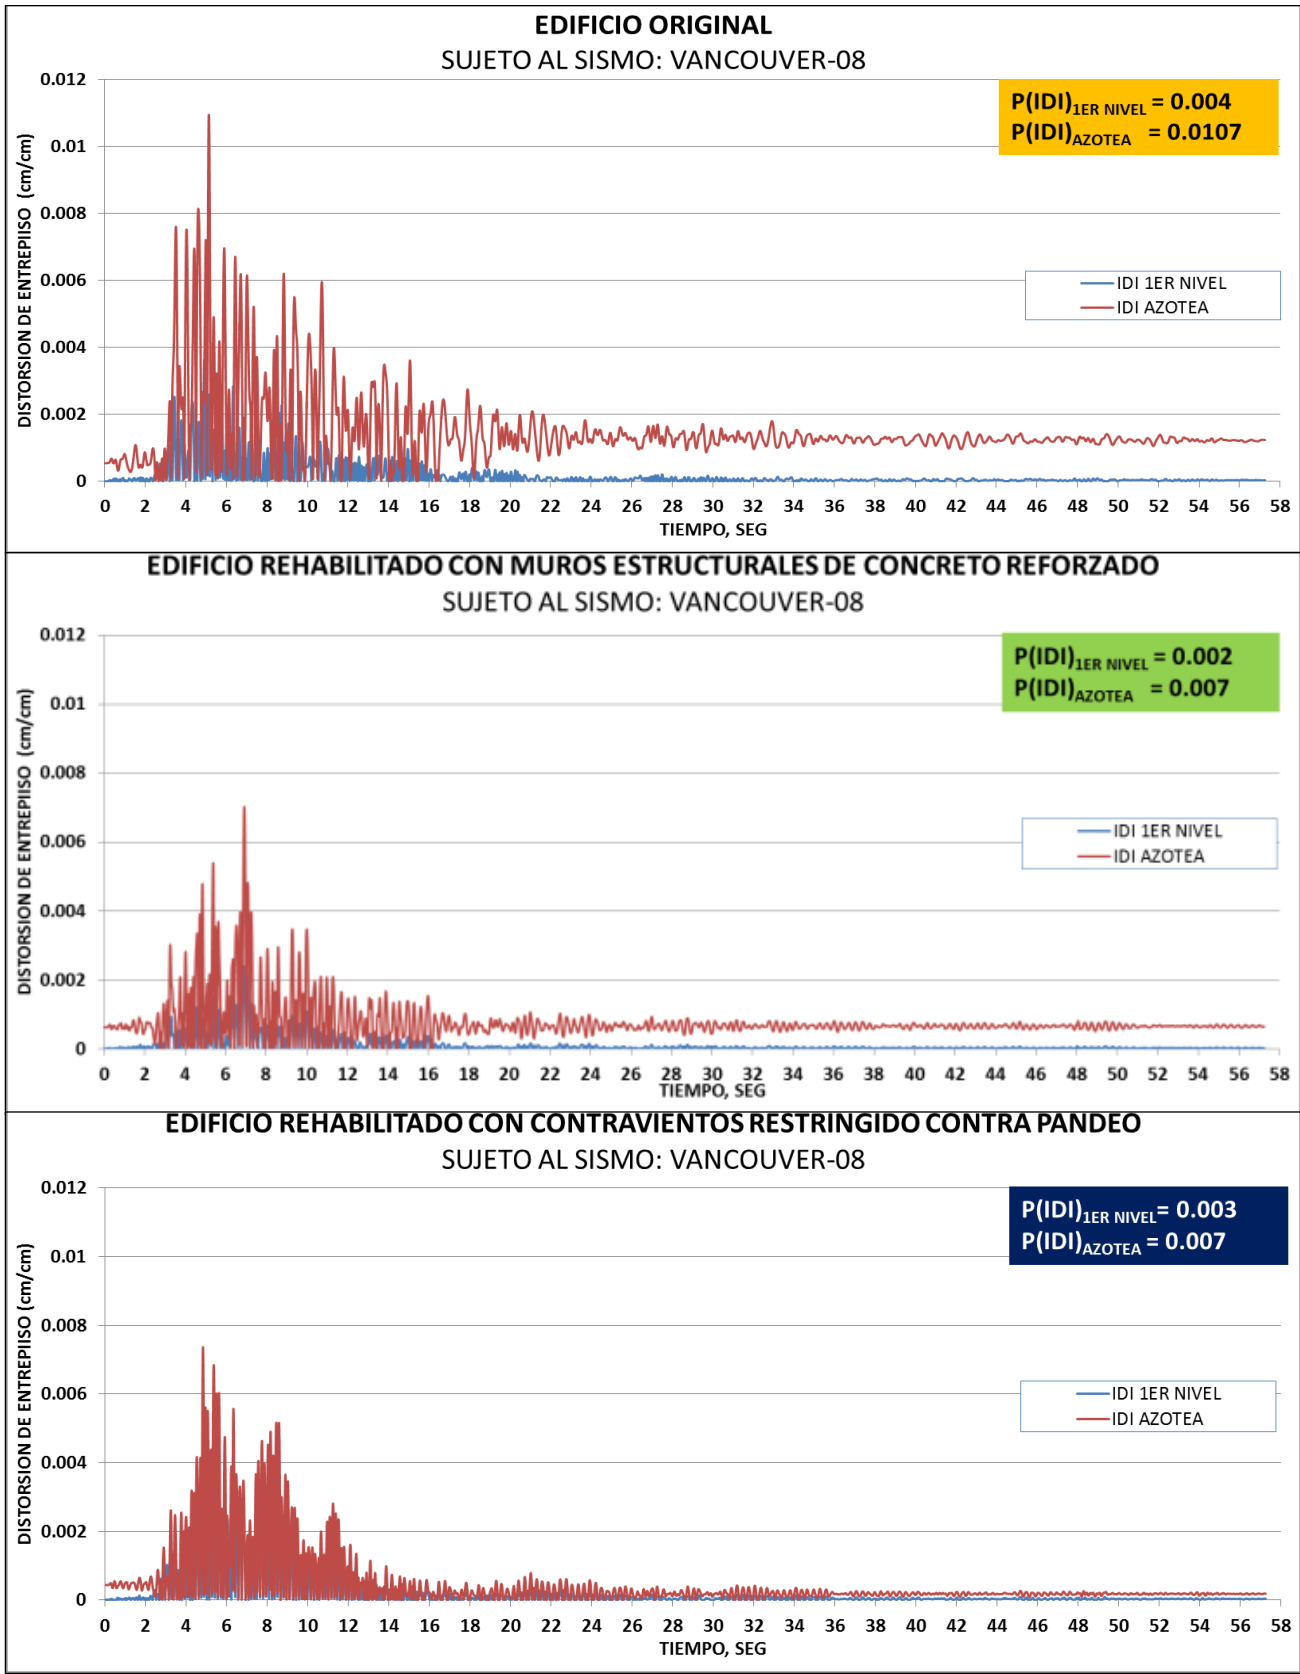 EDIFICIO ORIGINAL
SUJETO AL SISMO: VANCOUVER-08
P(IDI)1ER NIVEL = 0.004
P(IDI)AZOTEA = 0.0107
DISTORSION DE ENTREPIISO (cm/cm)
0.012
0.01
0.008
0.006
0.004
0.002
0
IDI 1ER NIVEL
IDI AZOTEA
0 2 4 6 8 10 12 14 16 18 20 22 24 26 28 30 32 34 36 38 40 42 44 46 48 50 52 54 56 58
TIEMPO, SEG
EDIFICIO REHABILITADO CON MUROS ESTRUCTURALES DE CONCRETO REFORZADO
SUJETO AL SISMO: VANCOUVER-08
P(IDI)1ER NIVEL = 0.002
P(IDI)AZOTEA = 0.007
DISTORSION DE ENTREPIISO (cm/cm)
0.012
0.01
0.008
0.006
0.004
0.002
0
IDI 1ER NIVEL
IDI AZOTEA
0 2 4 6 8 10 12 14 16 18 20 22 24 26 28 30 32 34 36 38 40 42 44 46 48 50 52 54 56 58
TIEMPO, SEG
EDIFICIO REHABILITADO CON CONTRAVIENTOS RESTRINGIDO CONTRA PANDEO
SUJETO AL SISMO: VANCOUVER-08
P(IDI)1ER NIVEL= 0.003
P(IDI)AZOTEA = 0.007
DISTORSION DE ENTREPIISO (cm/cm)
0.012
0.01
0.008
0.006
0.004
0.002
0
IDI 1ER NIVEL
IDI AZOTEA
0 2 4 6 8 10 12 14 16 18 20 22 24 26 28 30 32 34 36 38 40 42 44 46 48 50 52 54 56 58
TIEMPO, SEG